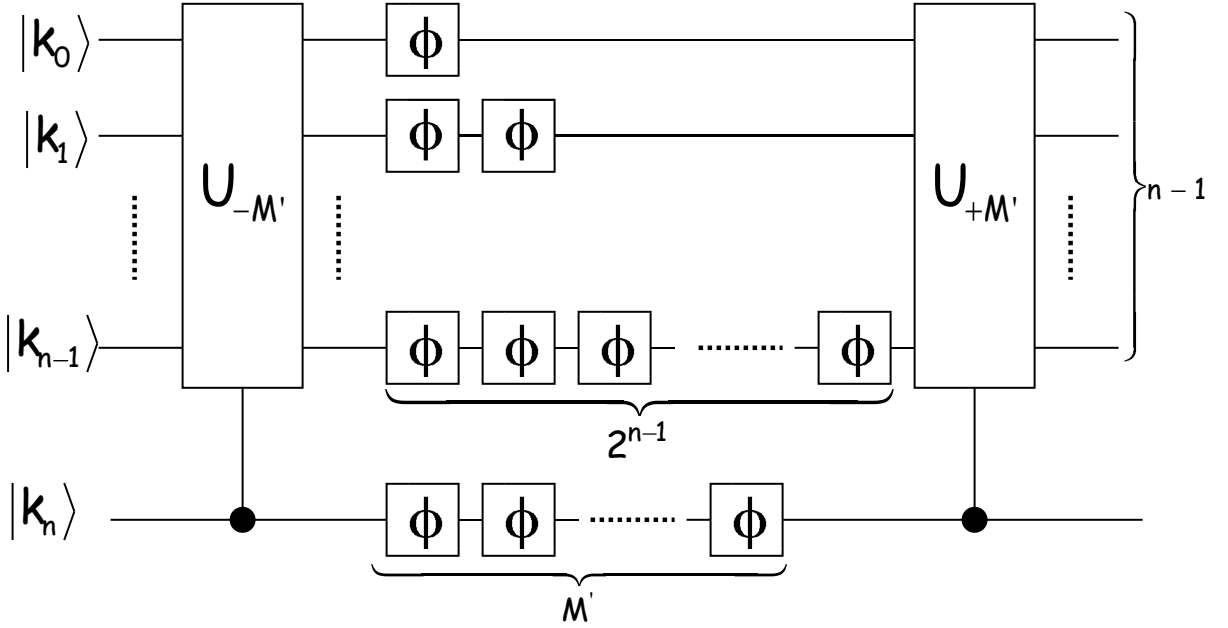 |k₀⟩ ϕ
|k₁⟩ ϕ ϕ
U₋M' U₊M' n – 1
|kₙ₋₁⟩ ϕ ϕ ϕ ϕ
2ⁿ⁻¹
|kₙ⟩ ϕ ϕ ϕ
M'